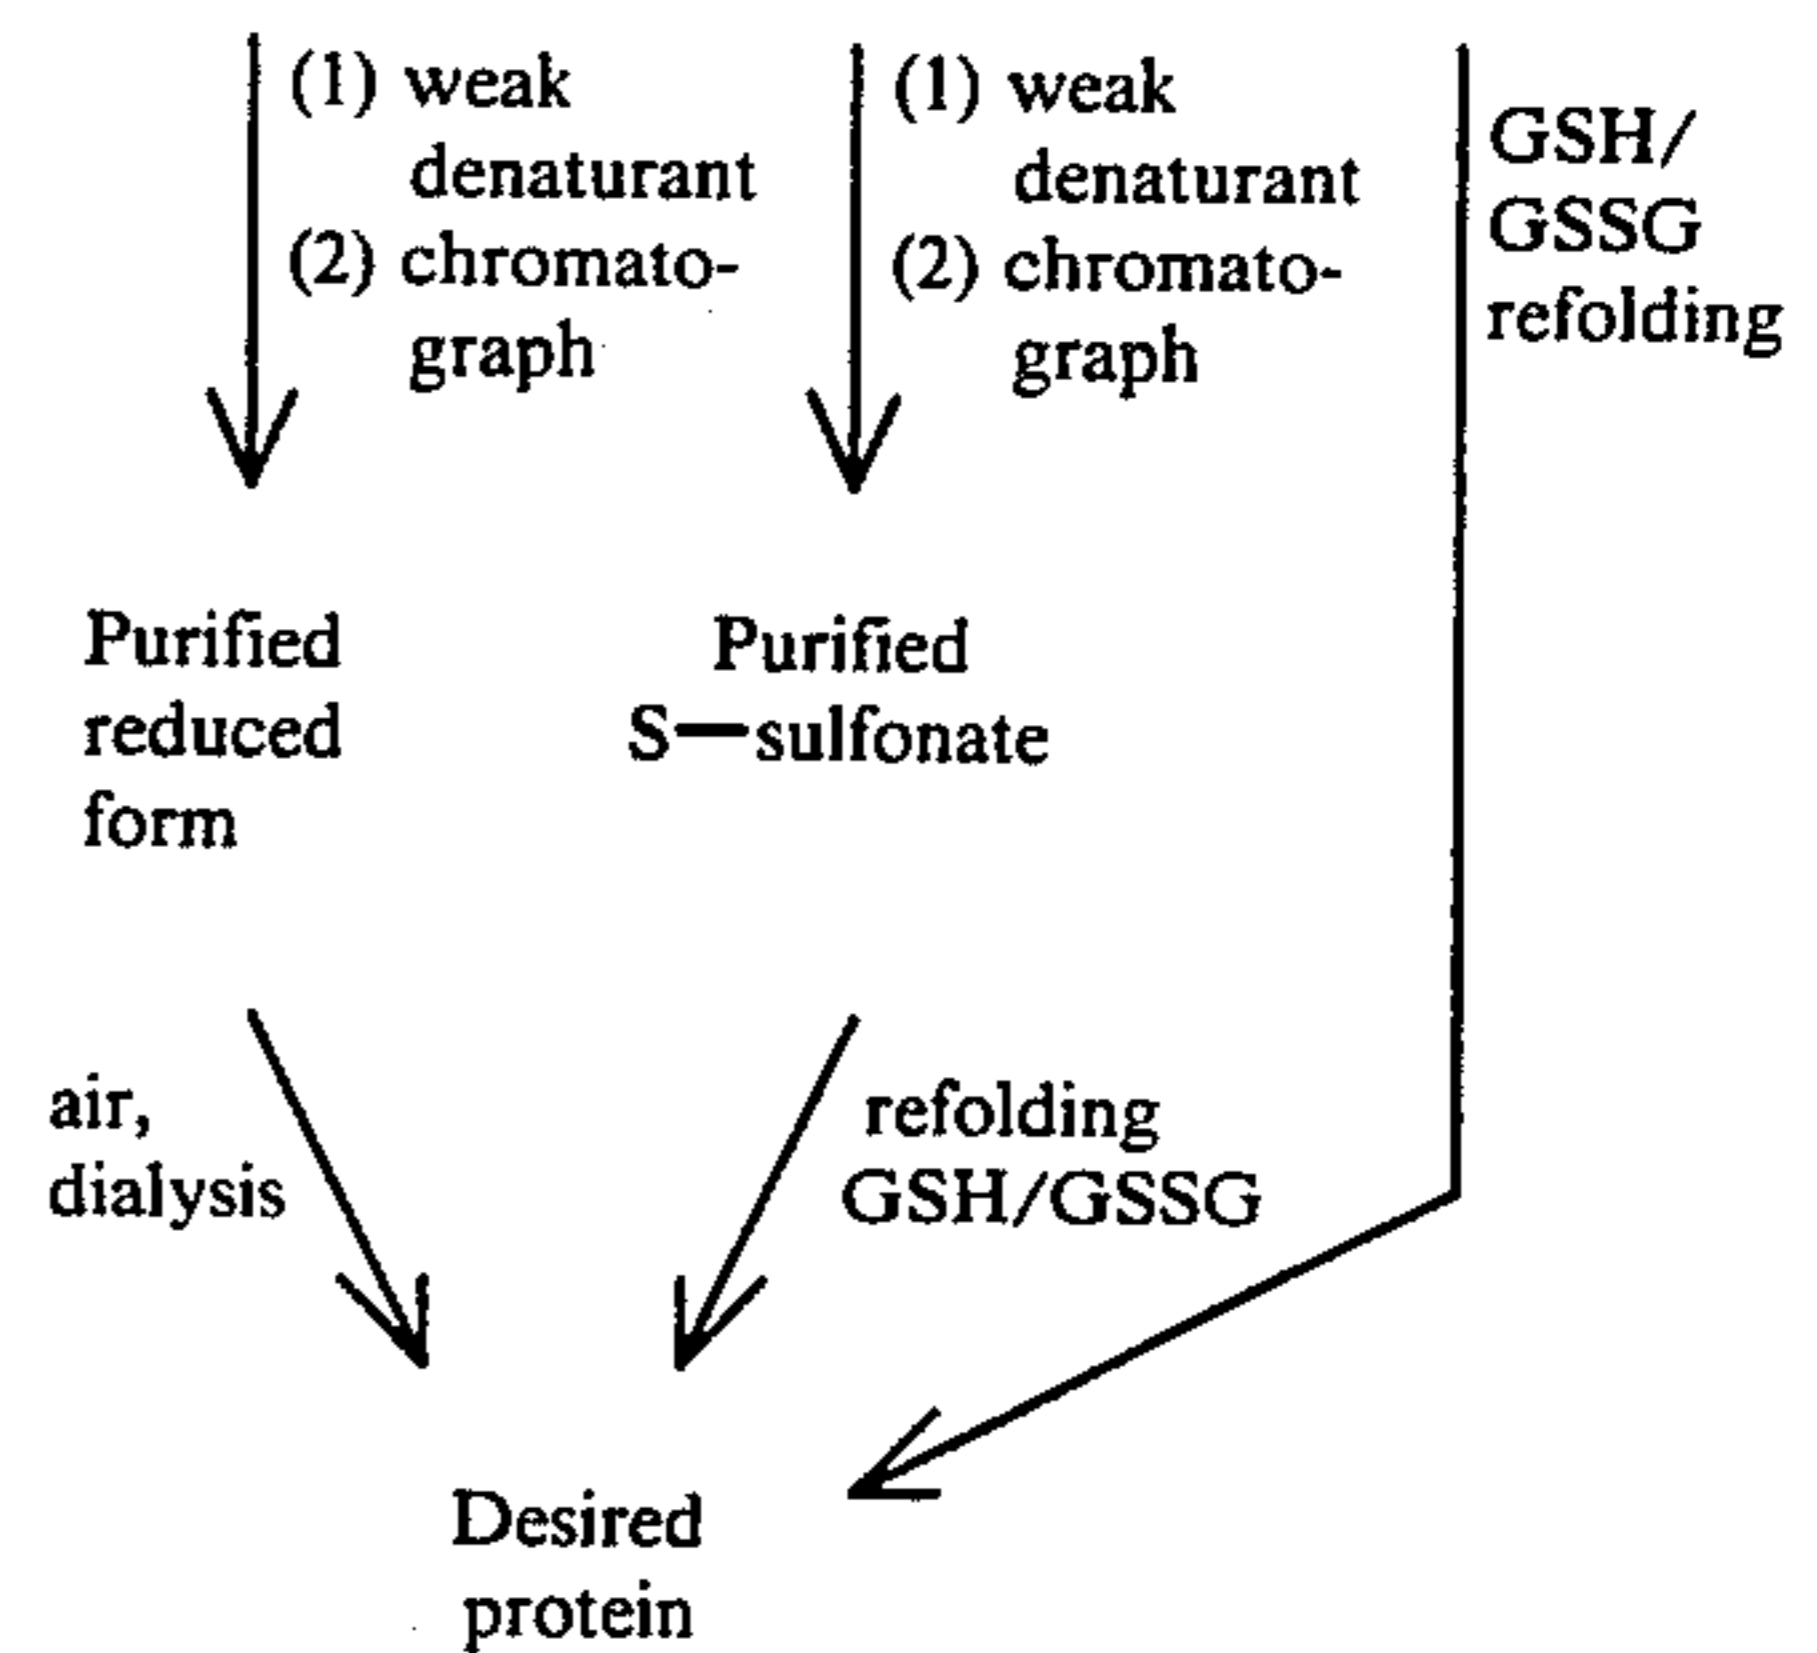 (1) weak
denaturant
(2) chromato-
graph
(1) weak
denaturant
(2) chromato-
graph
GSH/
GSSG
refolding
Purified
reduced
form
Purified
S—sulfonate
air,
dialysis
refolding
GSH/GSSG
Desired
protein